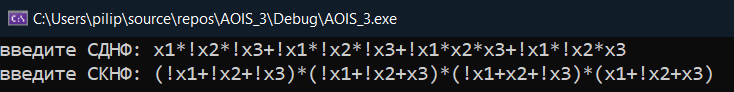 C:\Users\pilip\source\repos\AOIS_3\Debug\AOIS_3.exe
введите СДНФ: x1*!x2*!x3+!x1*!x2*!x3+!x1*x2*x3+!x1*!x2*x3
введите СКНФ: (!x1+!x2+!x3)*(!x1+!x2+x3)*(!x1+x2+!x3)*(x1+!x2+x3)